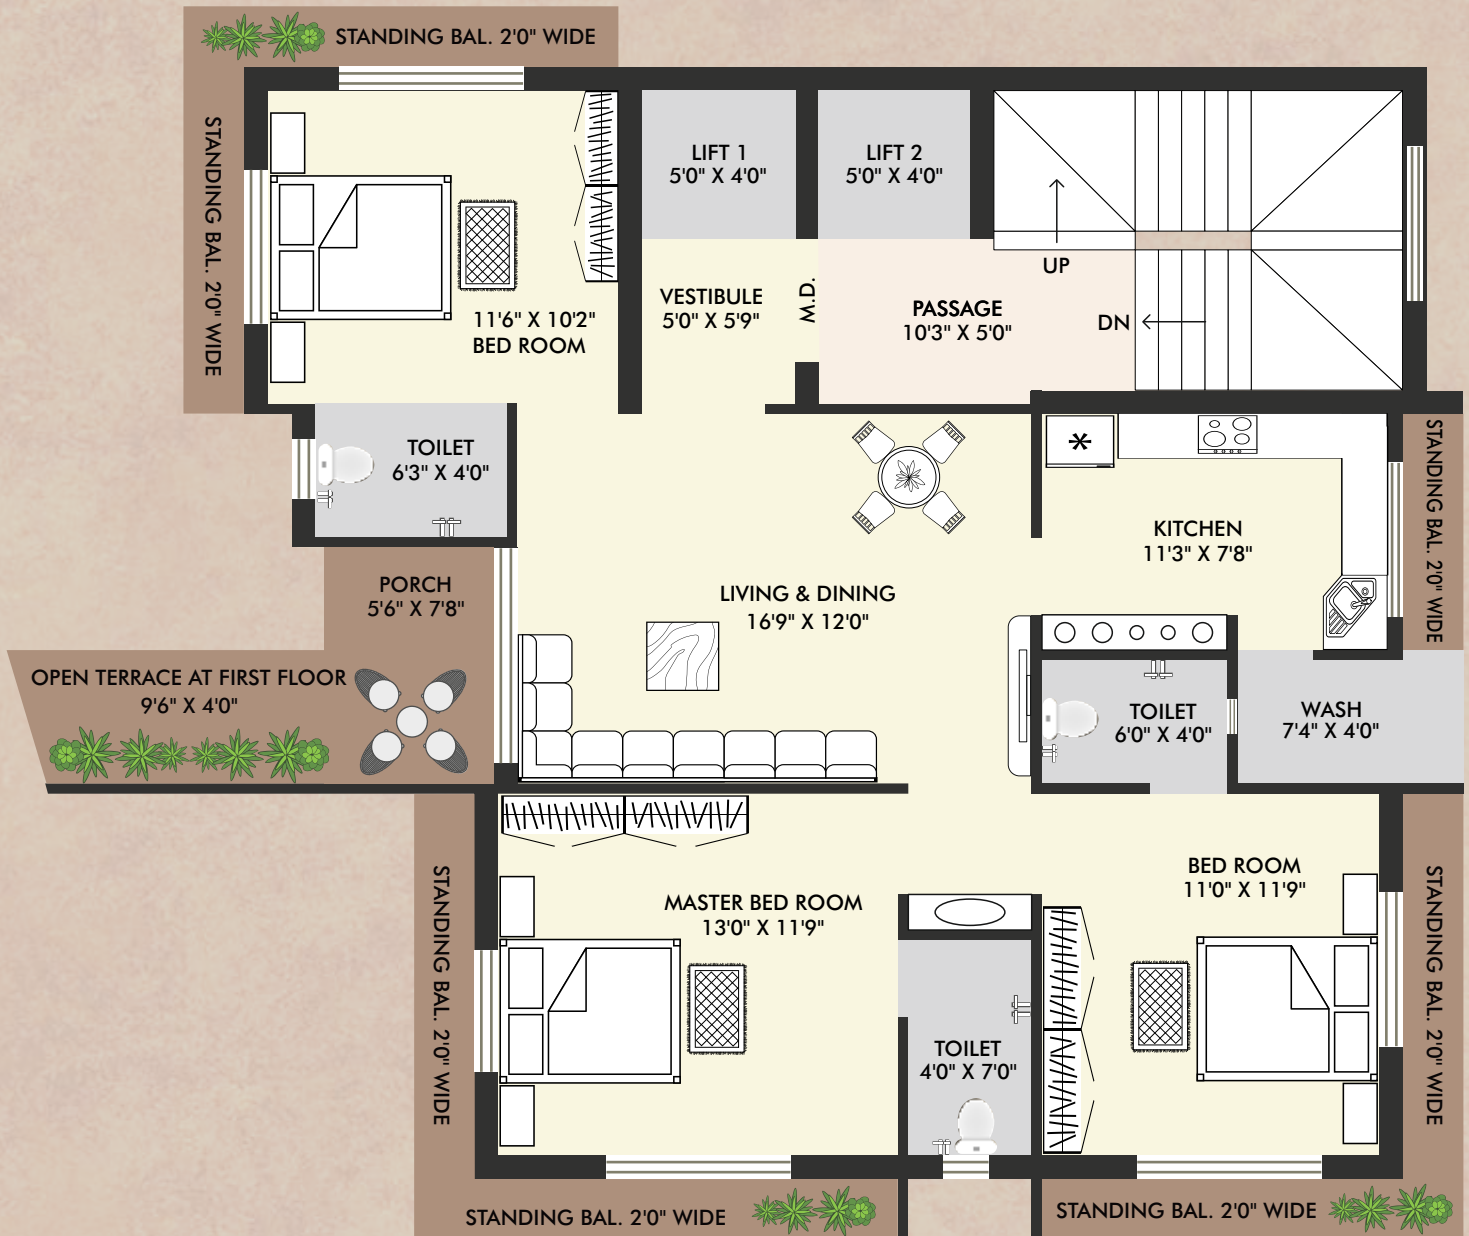 STANDING BAL. 2'0" WIDE
STANDING BAL. 2'0" WIDE
LIFT 1
5'0" X 4'0"
LIFT 2
5'0" X 4'0"
UP
VESTIBULE
5'0" X 5'9"
M.D.
PASSAGE
10'3" X 5'0"
DN
11'6" X 10'2"
BED ROOM
TOILET
6'3" X 4'0"
STANDING BAL. 2'0" WIDE
KITCHEN
11'3" X 7'8"
PORCH
5'6" X 7'8"
LIVING & DINING
16'9" X 12'0"
OPEN TERRACE AT FIRST FLOOR
9'6" X 4'0"
TOILET
6'0" X 4'0"
WASH
7'4" X 4'0"
STANDING BAL. 2'0" WIDE
MASTER BED ROOM
13'0" X 11'9"
BED ROOM
11'0" X 11'9"
STANDING BAL. 2'0" WIDE
TOILET
4'0" X 7'0"
STANDING BAL. 2'0" WIDE
STANDING BAL. 2'0" WIDE